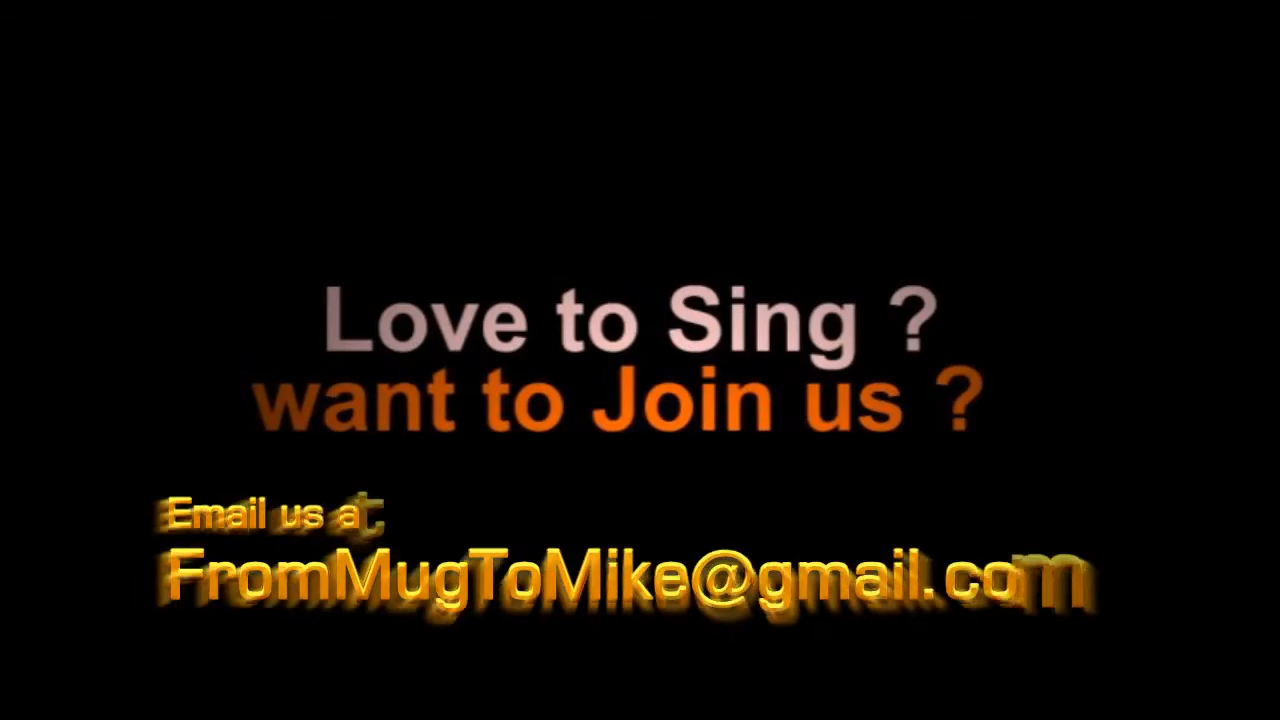 Love to Sing ?
want to Join us ?
Email us at:
FromMugToMike@gmail.com